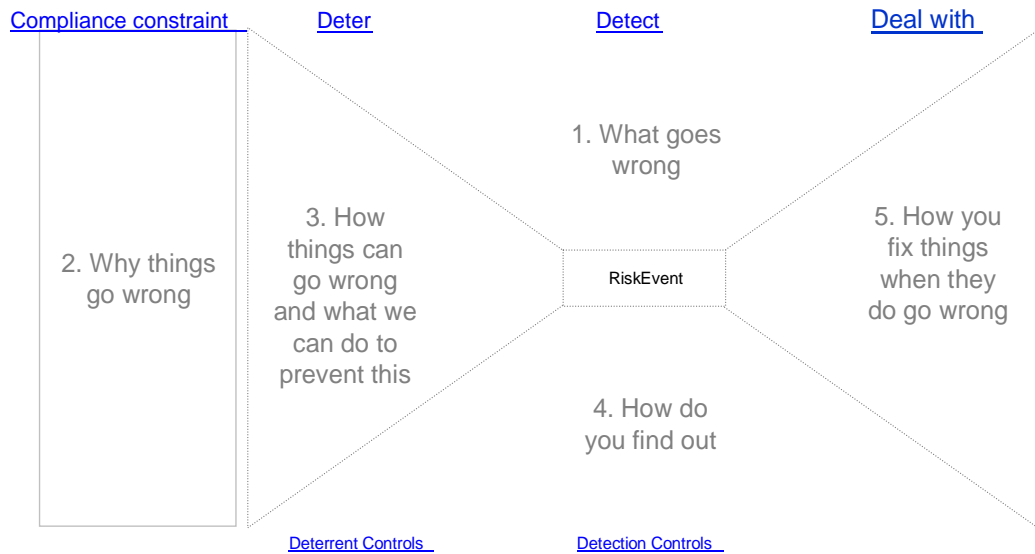 Compliance constraint
Deter
Detect
Deal with
1. What goes
wrong
2. Why things
go wrong
3. How
things can
go wrong
and what we
can do to
prevent this
RiskEvent
5. How you
fix things
when they
do go wrong
4. How do
you find out
Deterrent Controls
Detection Controls